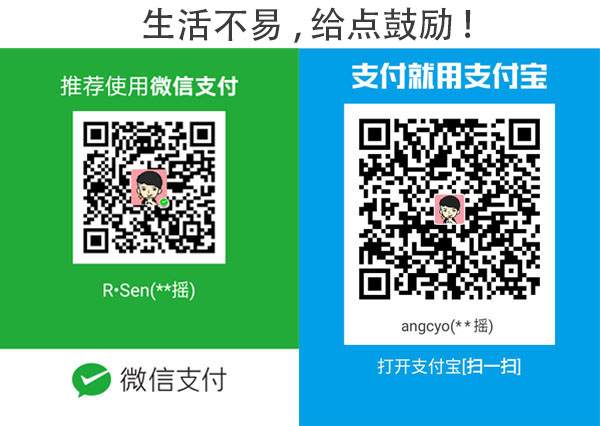 生活不易 , 给点鼓励 !
推荐使用微信支付
R•Sen(**摇)
微信支付
支付就用支付宝
angcyo(**摇)
打开支付宝[扫一扫]